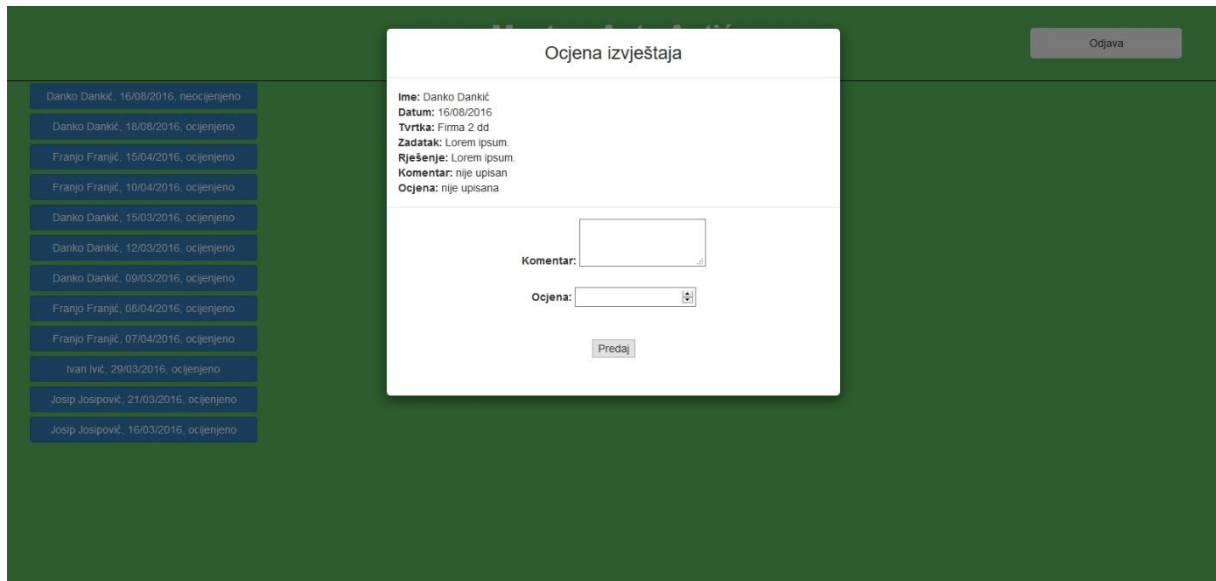 Ocjena izvještaja
Odjava
Danko Dankić, 16/08/2016, neocijenjeno
Danko Dankić, 18/08/2016, ocijenjeno
Franjo Franjić, 15/04/2016, ocijenjeno
Franjo Franjić, 10/04/2016, ocijenjeno
Danko Dankić, 15/03/2016, ocijenjeno
Danko Dankić, 12/03/2016, ocijenjeno
Danko Dankić, 09/03/2016, ocijenjeno
Franjo Franjić, 08/04/2016, ocijenjeno
Franjo Franjić, 07/04/2016, ocijenjeno
Ivan Ivić, 29/03/2016, ocijenjeno
Josip Josipović, 21/03/2016, ocijenjeno
Josip Josipović, 16/03/2016, ocijenjeno
Ime: Danko Dankić
Datum: 16/08/2016
Tvrtka: Firma 2 dd
Zadatak: Lorem ipsum.
Rješenje: Lorem ipsum.
Komentar: nije upisan
Ocjena: nije upisana
Komentar:
Ocjena:
Predaj